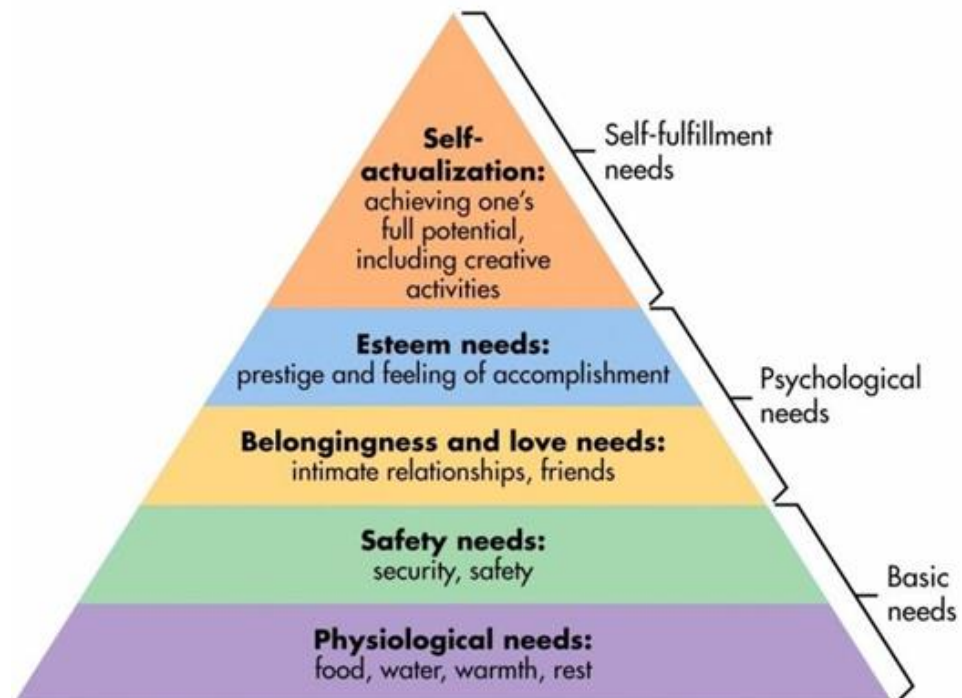 Self-
actualization:
achieving one's
full potential,
including creative
activities
Self-fulfillment
needs
Esteem needs:
prestige and feeling of accomplishment
Psychological
needs
Belongingness and love needs:
intimate relationships, friends
Safety needs:
security, safety
Basic
needs
Physiological needs:
food, water, warmth, rest